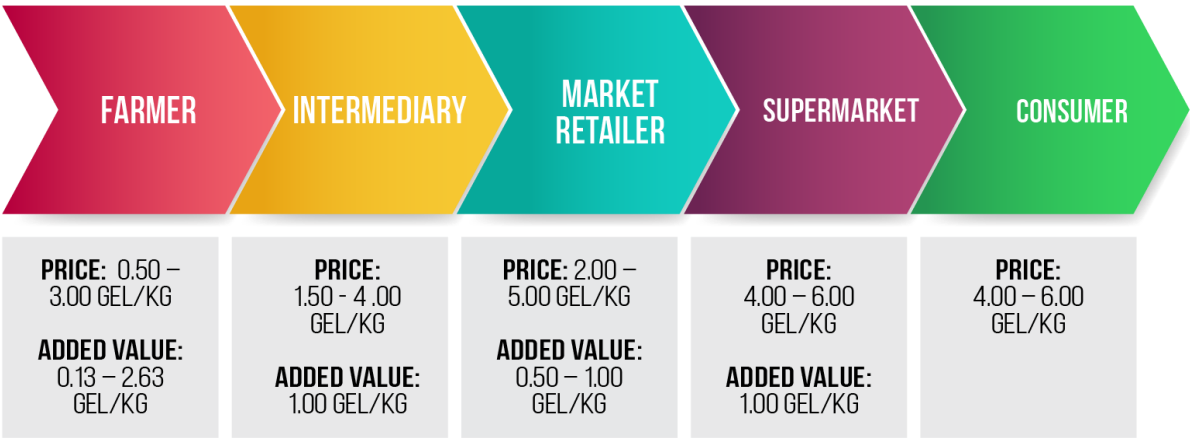 FARMER
INTERMEDIARY
MARKET
RETAILER
SUPERMARKET
CONSUMER
PRICE: 0.50 –
3.00 GEL/KG
ADDED VALUE:
0.13 – 2.63
GEL/KG
PRICE:
1.50 - 4 .00
GEL/KG
ADDED VALUE:
1.00 GEL/KG
PRICE: 2.00 –
5.00 GEL/KG
ADDED VALUE:
0.50 – 1.00
GEL/KG
PRICE:
4.00 – 6.00
GEL/KG
ADDED VALUE:
1.00 GEL/KG
PRICE:
4.00 – 6.00
GEL/KG